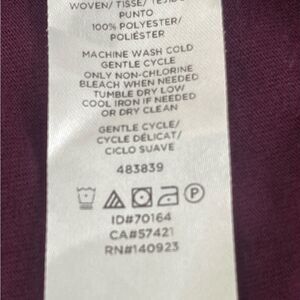 WOVEN/ TISSÉ/ TEJIDO
PUNTO
100% POLYESTER/
POLIÉSTER
MACHINE WASH COLD
GENTLE CYCLE
ONLY NON-CHLORINE
BLEACH WHEN NEEDED
TUMBLE DRY LOW
COOL IRON IF NEEDED
OR DRY CLEAN
GENTLE CYCLE/
CYCLE DÉLICAT/
CICLO SUAVE
483839
P
ID#70164
CA#57421
RN#140923